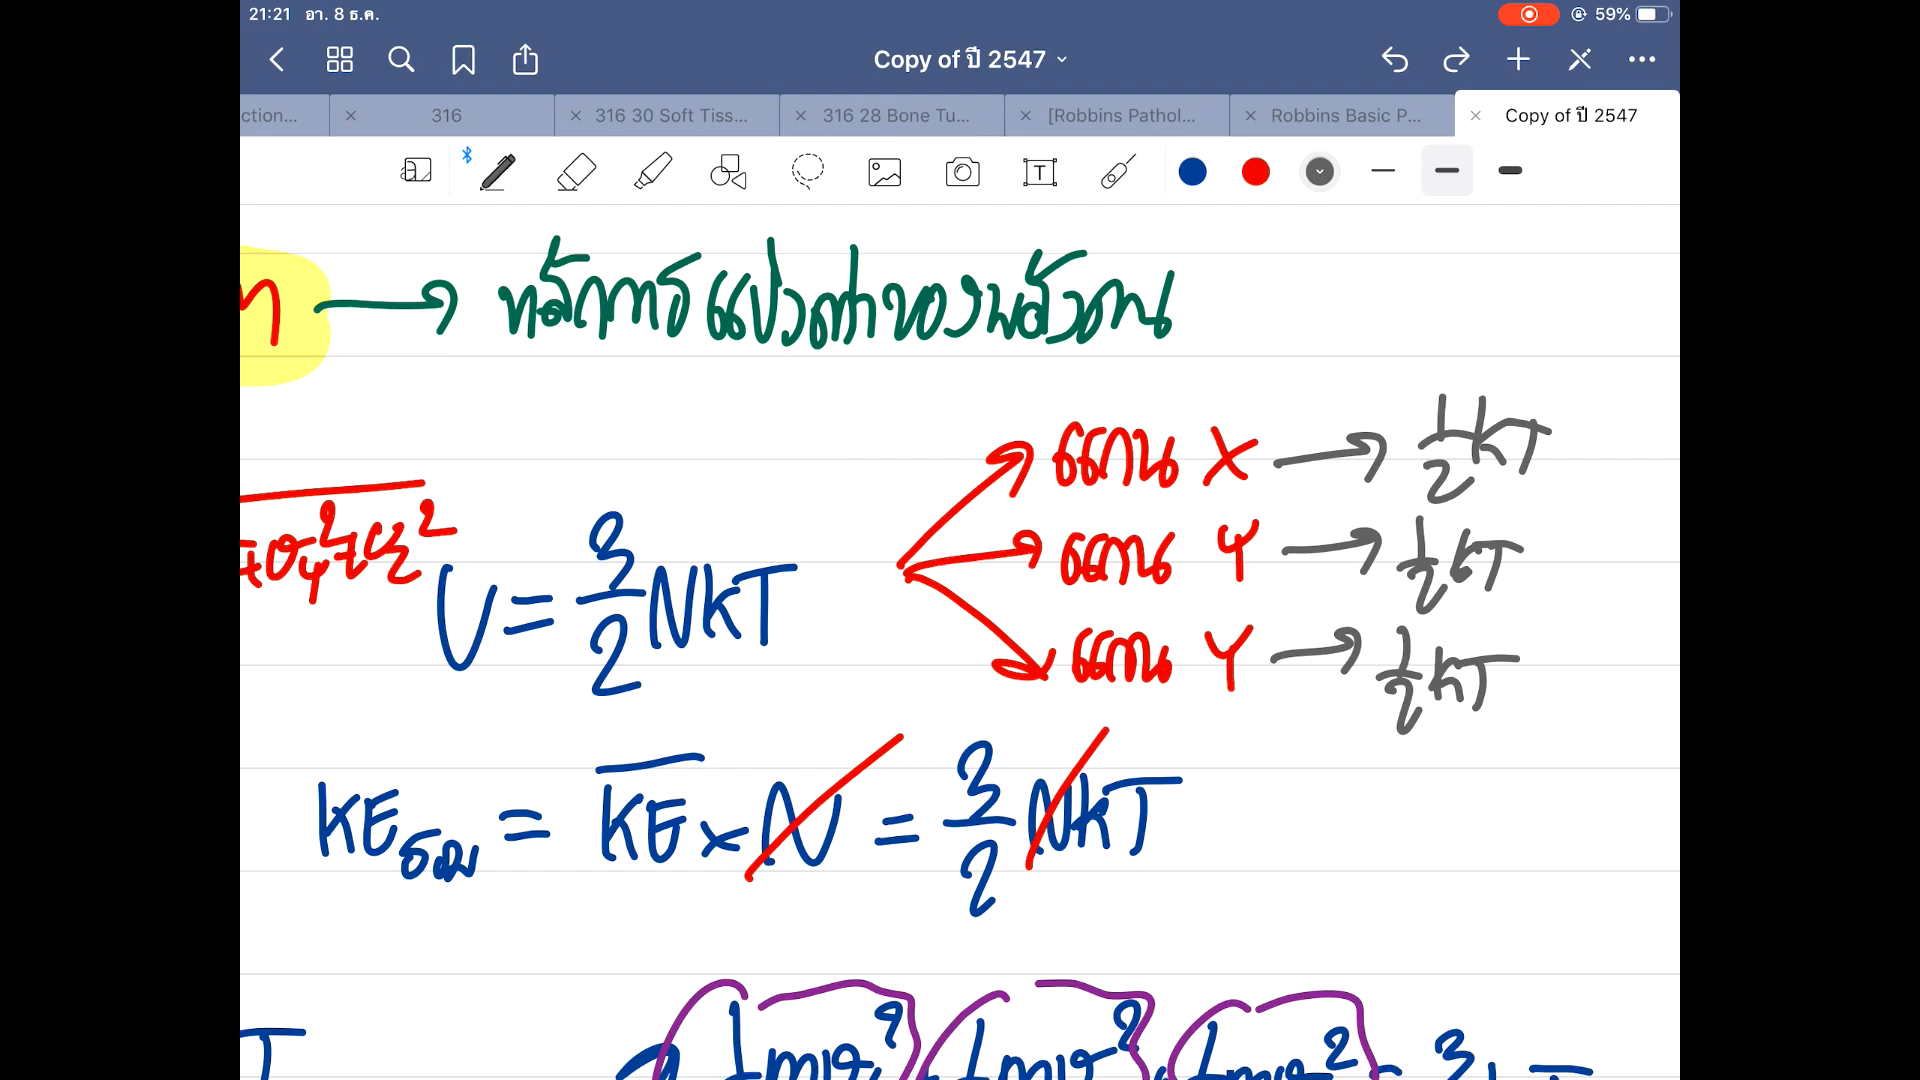 21:21 อา. 8 ธ.ค. 59%
Copy of ปี 2547
ction... 316 316 30 Soft Tiss... 316 28 Bone Tu... [Robbins Pathol... Robbins Basic P... Copy of ปี 2547
→ หลักการแบ่งเท่าของพลังงาน
แกน X → 1/2 kT
U = 3/2 NkT
แกน Y → 1/2 kT
แกน Y → 1/2 kT
KE รวม = K̅E̅ × N = 3/2 NkT